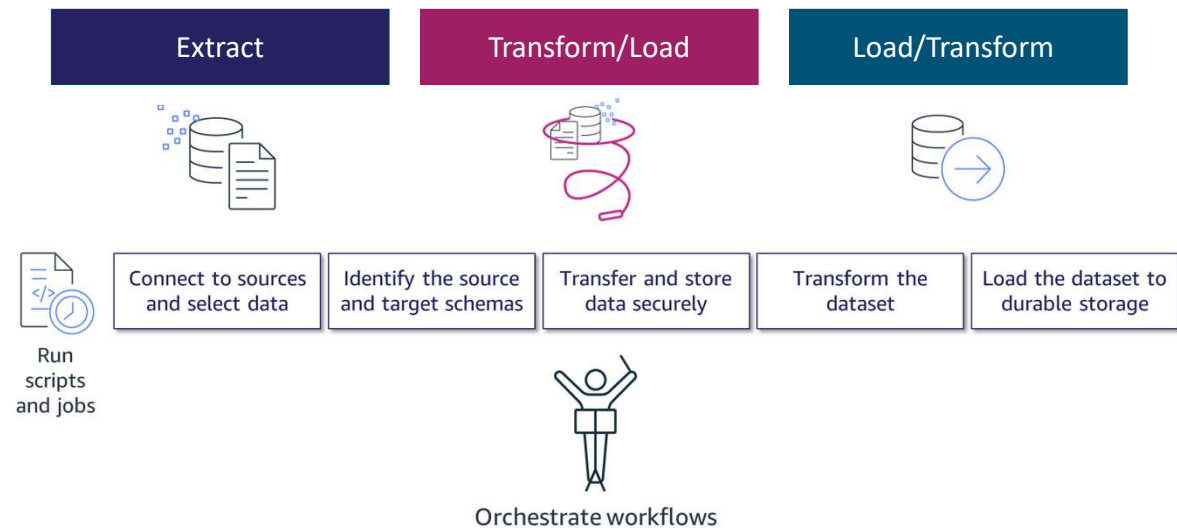 Extract
Transform/Load
Load/Transform
</>
Connect to sources
and select data
Identify the source
and target schemas
Transfer and store
data securely
Transform the
dataset
Load the dataset to
durable storage
Run
scripts
and jobs
Orchestrate workflows